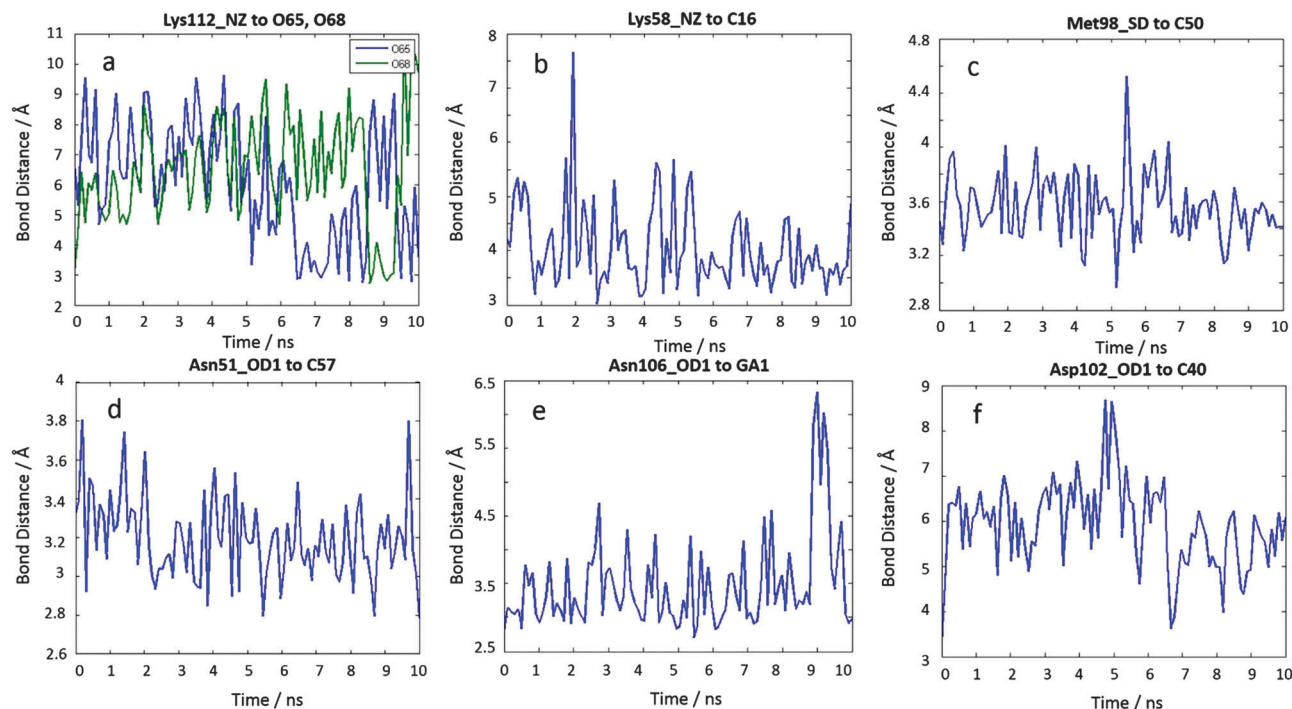 Lys112_NZ to O65, O68
Bond Distance / Å
11
10
9
8
7
6
5
4
3
2
a
O65
O68
0 1 2 3 4 5 6 7 8 9 10
Time / ns
Lys58_NZ to C16
Bond Distance / Å
8
7
6
5
4
3
b
0 1 2 3 4 5 6 7 8 9 10
Time / ns
Met98_SD to C50
Bond Distance / Å
4.8
4.4
4
3.6
3.2
2.8
c
0 1 2 3 4 5 6 7 8 9 10
Time / ns
Asn51_OD1 to C57
Bond Distance / Å
4
3.8
3.6
3.4
3.2
3
2.8
2.6
d
0 1 2 3 4 5 6 7 8 9 10
Time / ns
Asn106_OD1 to GA1
Bond Distance / Å
6.5
5.5
4.5
3.5
2.5
e
0 1 2 3 4 5 6 7 8 9 10
Time / ns
Asp102_OD1 to C40
Bond Distance / Å
9
8
7
6
5
4
3
f
0 1 2 3 4 5 6 7 8 9 10
Time / ns